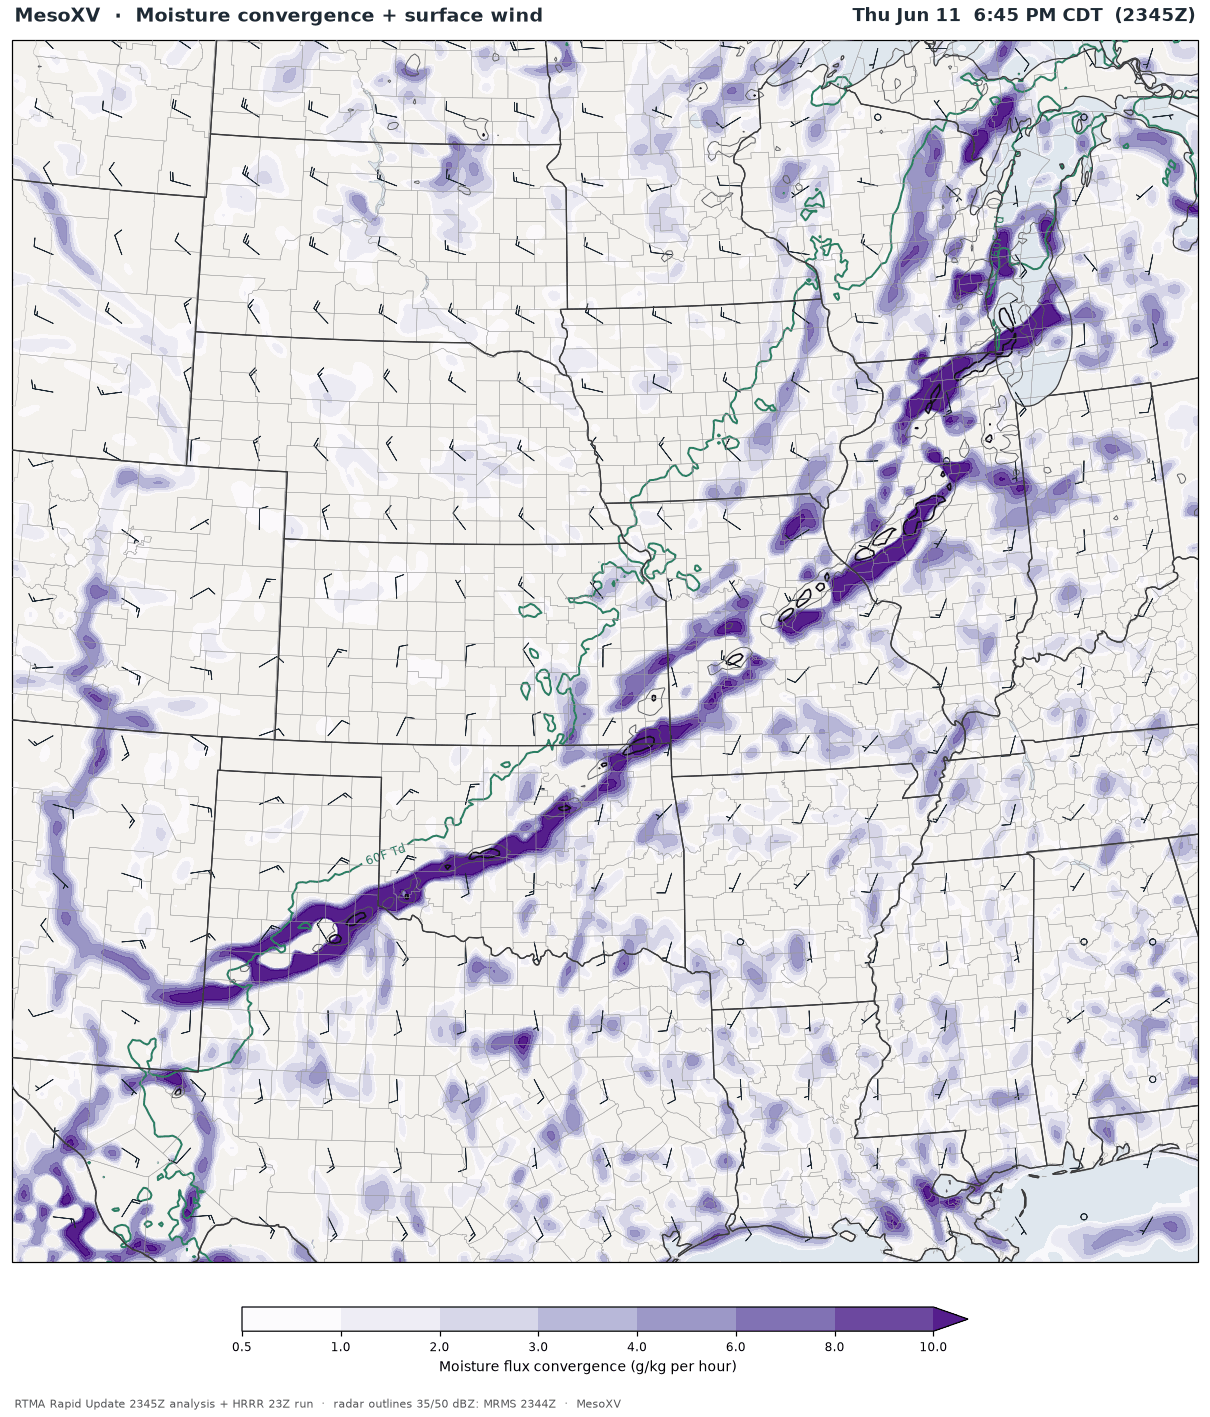 MesoXV · Moisture convergence + surface wind
Thu Jun 11 6:45 PM CDT (2345Z)
60F Td
0.5 1.0 2.0 3.0 4.0 6.0 8.0 10.0
Moisture flux convergence (g/kg per hour)
RTMA Rapid Update 2345Z analysis + HRRR 23Z run · radar outlines 35/50 dBZ: MRMS 2344Z · MesoXV